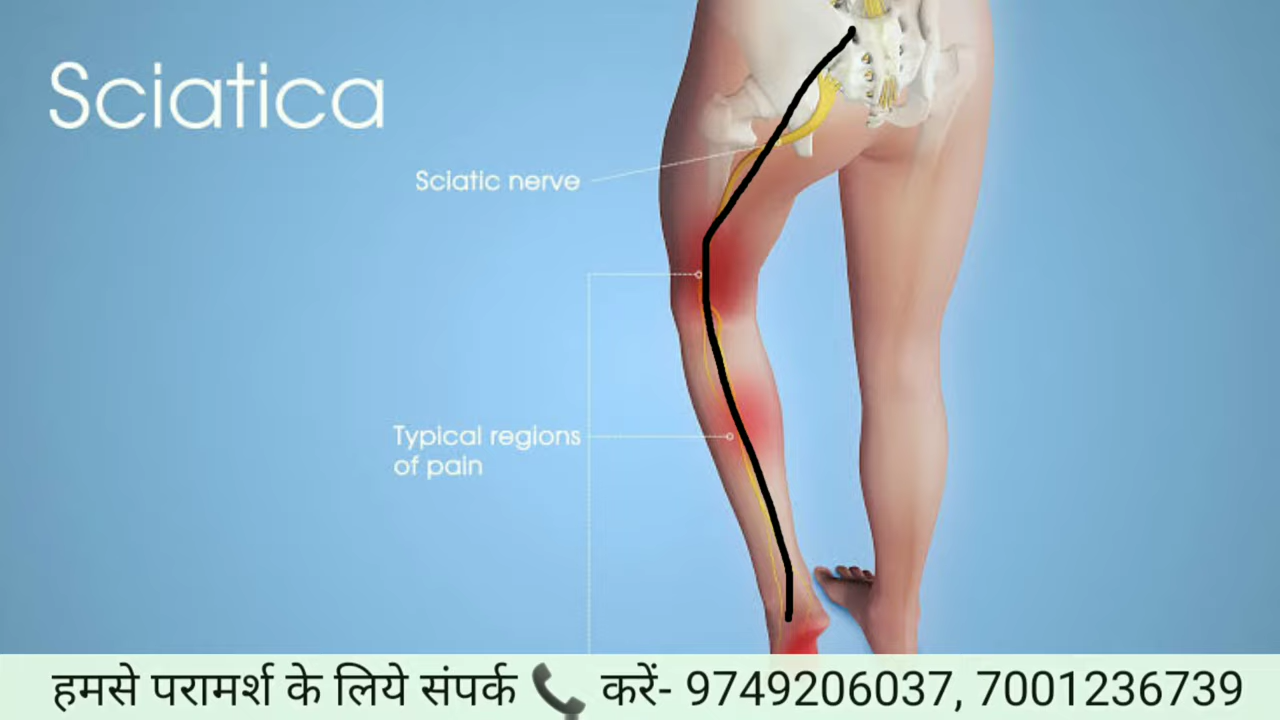 Sciatica
Sciatic nerve
Typical regions
of pain
हमसे परामर्श के लिये संपर्क 📞 करें- 9749206037, 7001236739